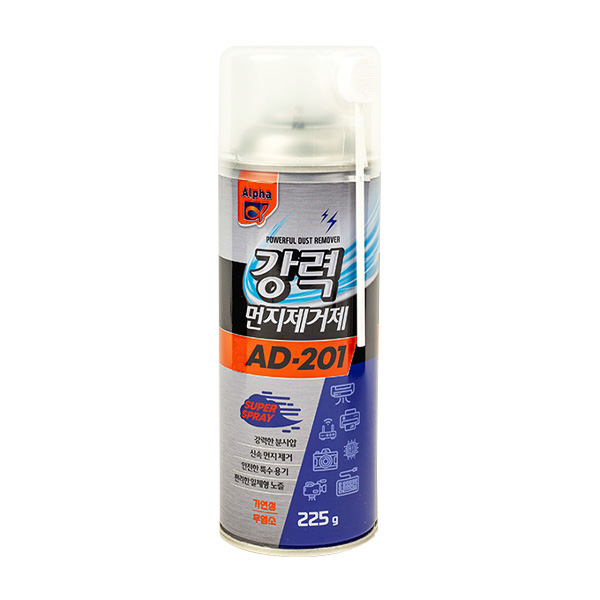 Alpha
POWERFUL DUST REMOVER
강력
먼지제거제
AD-201
SUPER
SPRAY
강력한 분사압
신속 먼지 제거
안전한 특수 용기
편리한 일체형 노즐
가연성
무염소
225 g